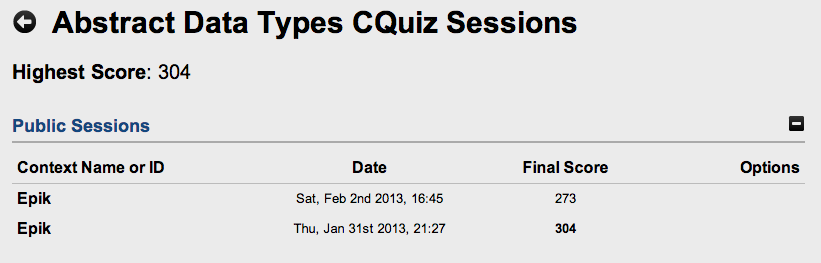 Abstract Data Types CQuiz Sessions
Highest Score: 304
Public Sessions
Context Name or ID Date Final Score Options
Epik Sat, Feb 2nd 2013, 16:45 273
Epik Thu, Jan 31st 2013, 21:27 304